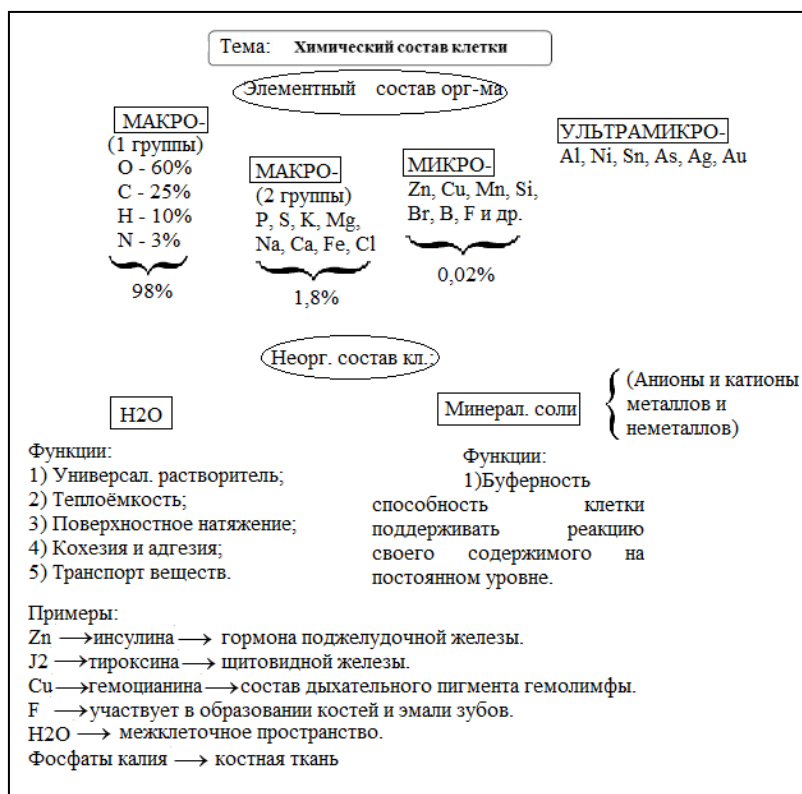 Тема: Химический состав клетки
Элементный состав орг-ма
МАКРО-
(1 группы)
O - 60%
C - 25%
H - 10%
N - 3%
98%
МАКРО-
(2 группы)
P, S, K, Mg,
Na, Ca, Fe, Cl
1,8%
МИКРО-
Zn, Cu, Mn, Si,
Br, B, F и др.
0,02%
УЛЬТРАМИКРО-
Al, Ni, Sn, As, Ag, Au
Неорг. состав кл.:
H2O
Функции:
1) Универсал. растворитель;
2) Теплоёмкость;
3) Поверхностное натяжение;
4) Кохезия и адгезия;
5) Транспорт веществ.
Минерал. соли
(Анионы и катионы
металлов и
неметаллов)
Функции:
1)Буферность
способность клетки
поддерживать реакцию
своего содержимого на
постоянном уровне.
Примеры:
Zn → инсулина → гормона поджелудочной железы.
J2 → тироксина → щитовидной железы.
Cu → гемоцианина → состав дыхательного пигмента гемолимфы.
F → участвует в образовании костей и эмали зубов.
H2O → межклеточное пространство.
Фосфаты калия → костная ткань